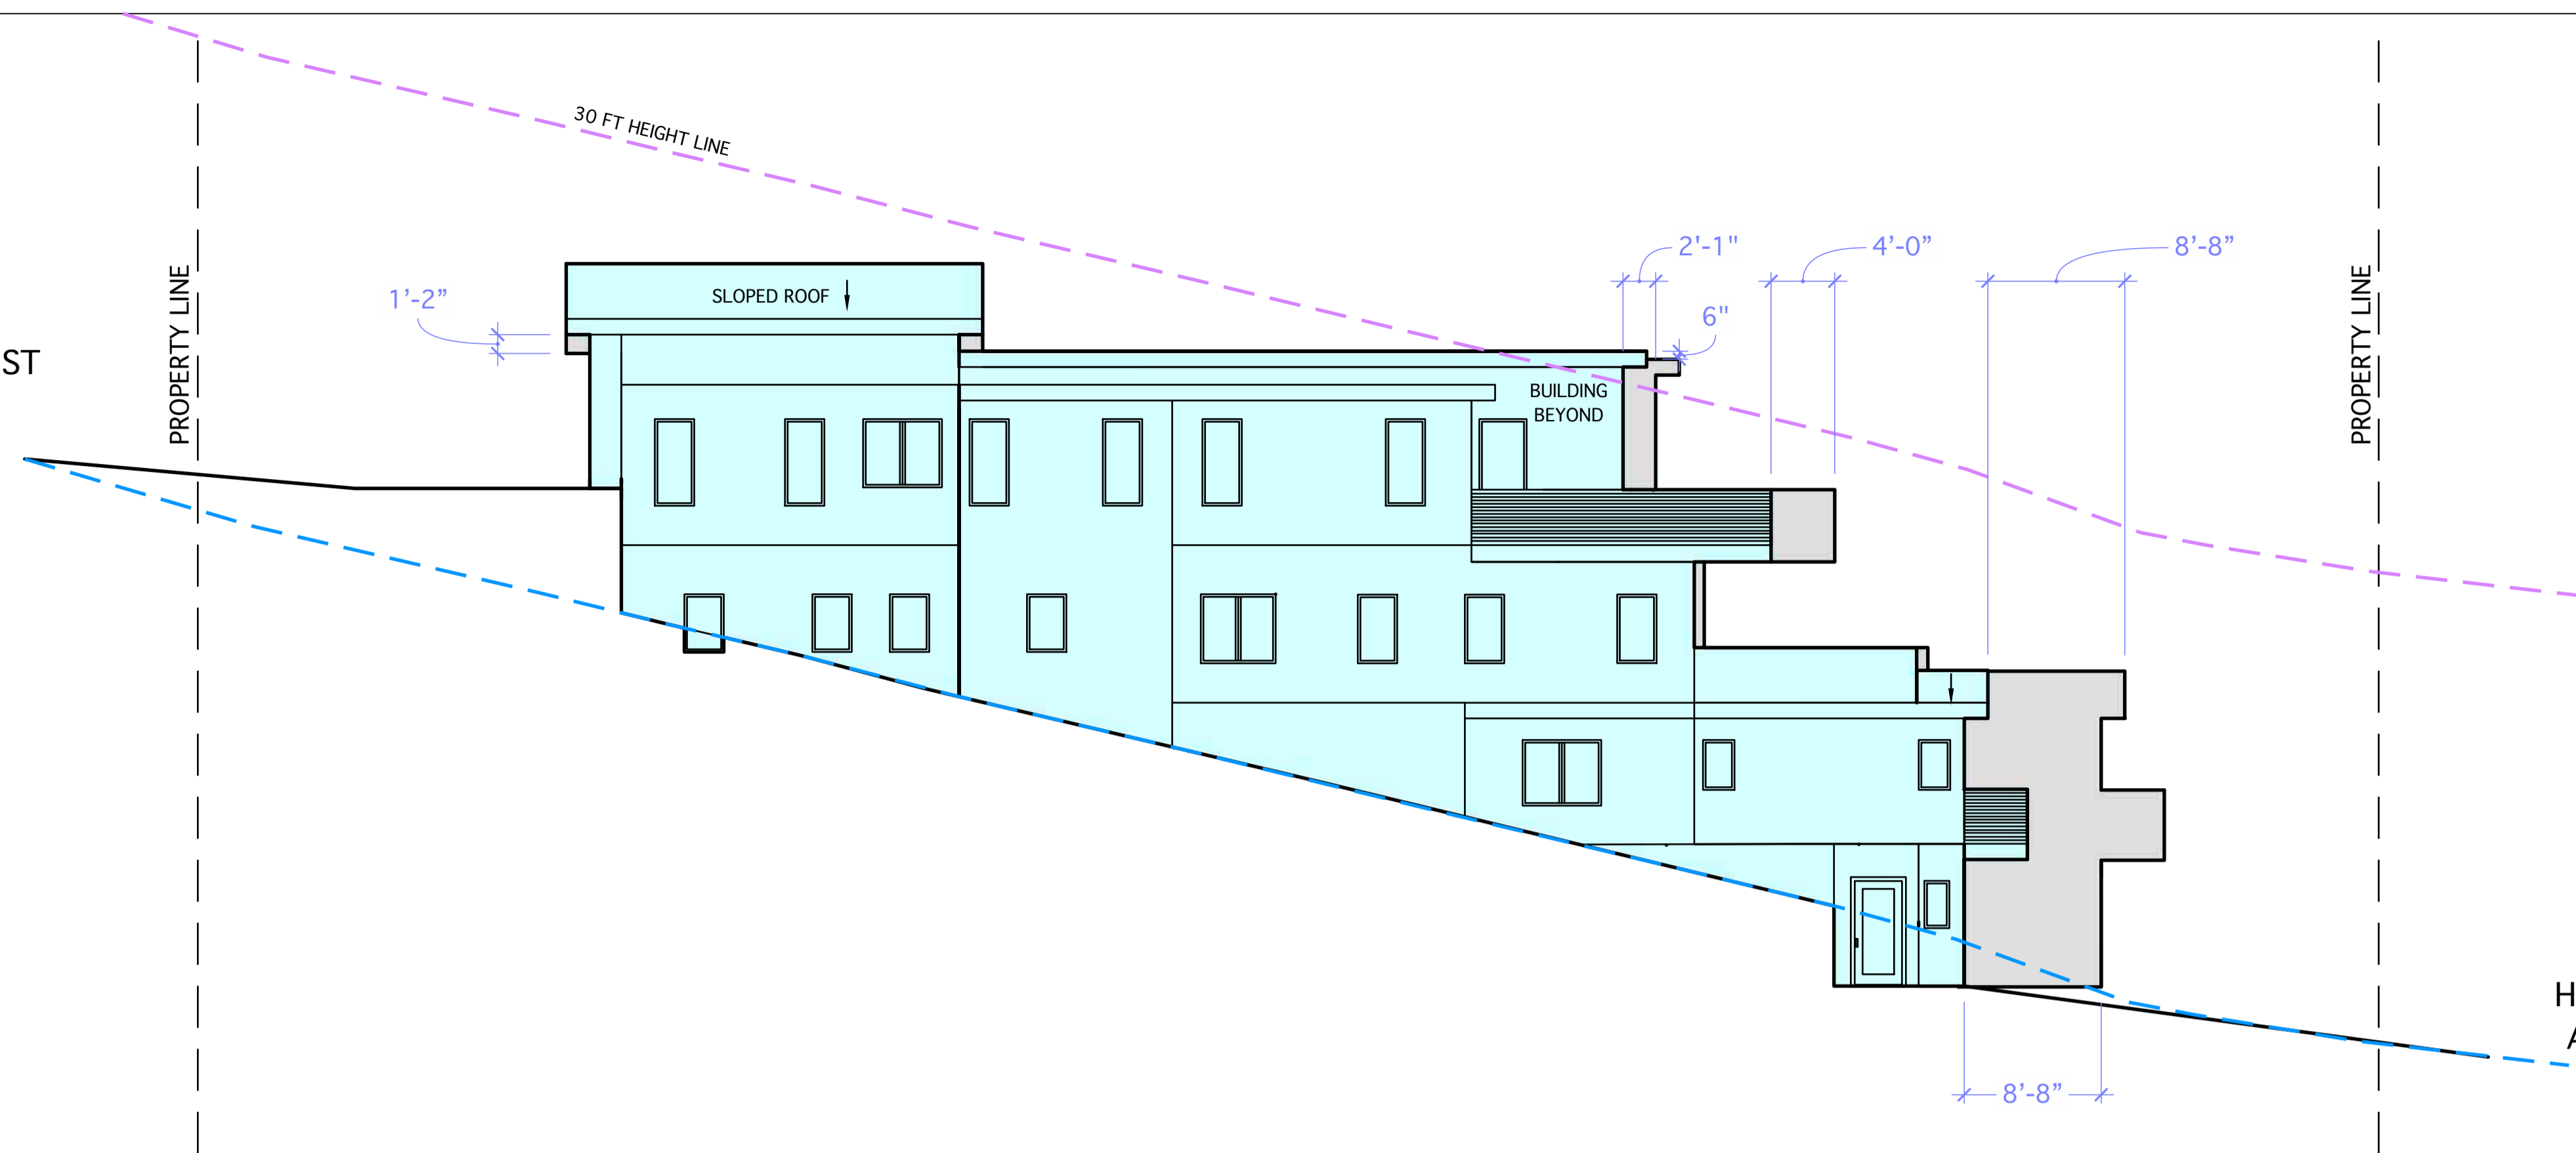 30 FT HEIGHT LINE
2'-1"
4’-0”
8’-8”
PROPERTY LINE
1’-2”
SLOPED ROOF
6"
PROPERTY LINE
ST
BUILDING
BEYOND
H
A
8’-8”